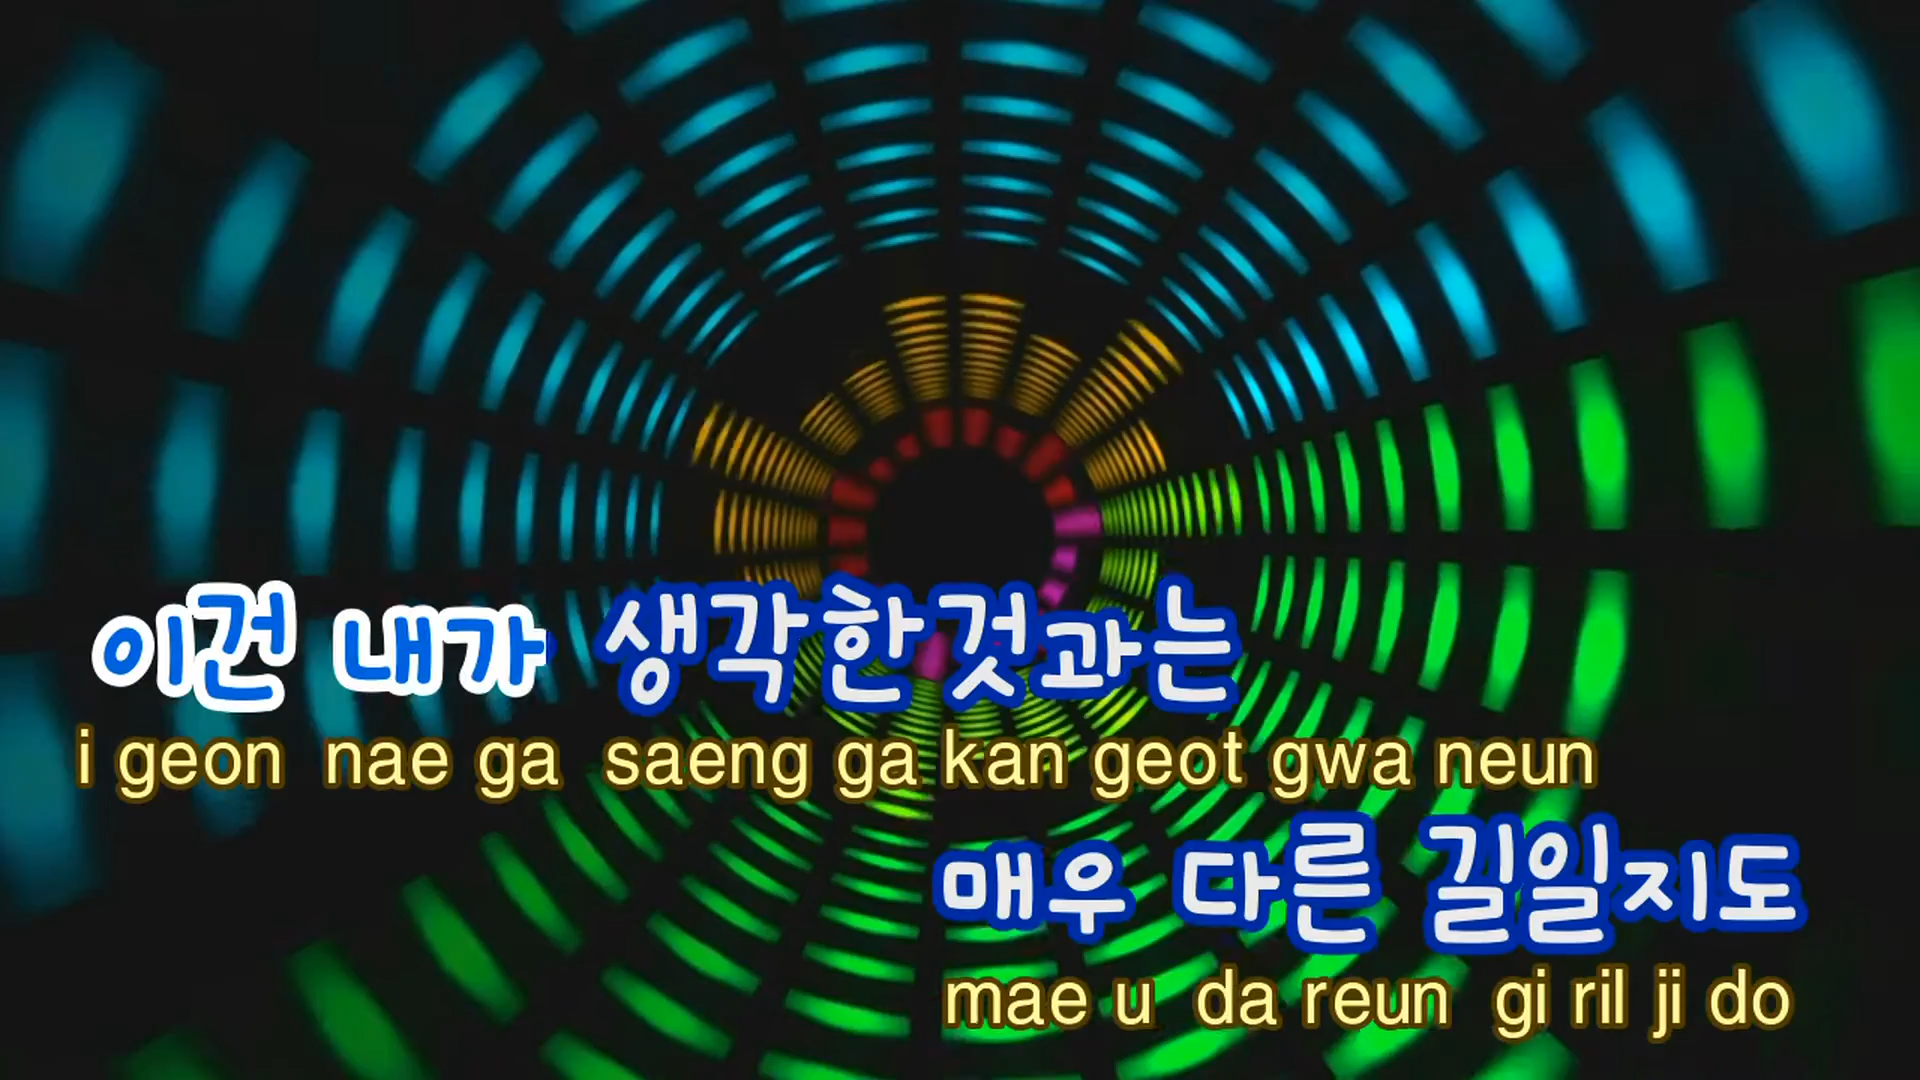 이건 내가 생각한것과는
i geon nae ga saeng ga kan geot gwa neun
매우 다른 길일지도
mae u da reun gi ril ji do